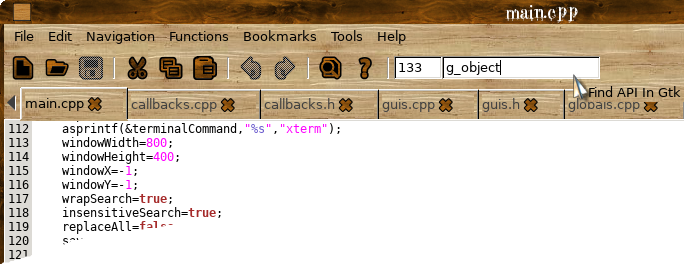 main.cpp
File Edit Navigation Functions Bookmarks Tools Help
133 g_object
Find API In Gtk
main.cpp callbacks.cpp callbacks.h guis.cpp guis.h globals.cpp
112 asprintf(&terminalCommand,"%s","xterm");
113 windowWidth=800;
114 windowHeight=400;
115 windowX=-1;
116 windowY=-1;
117 wrapSearch=true;
118 insensitiveSearch=true;
119 replaceAll=false
120
121